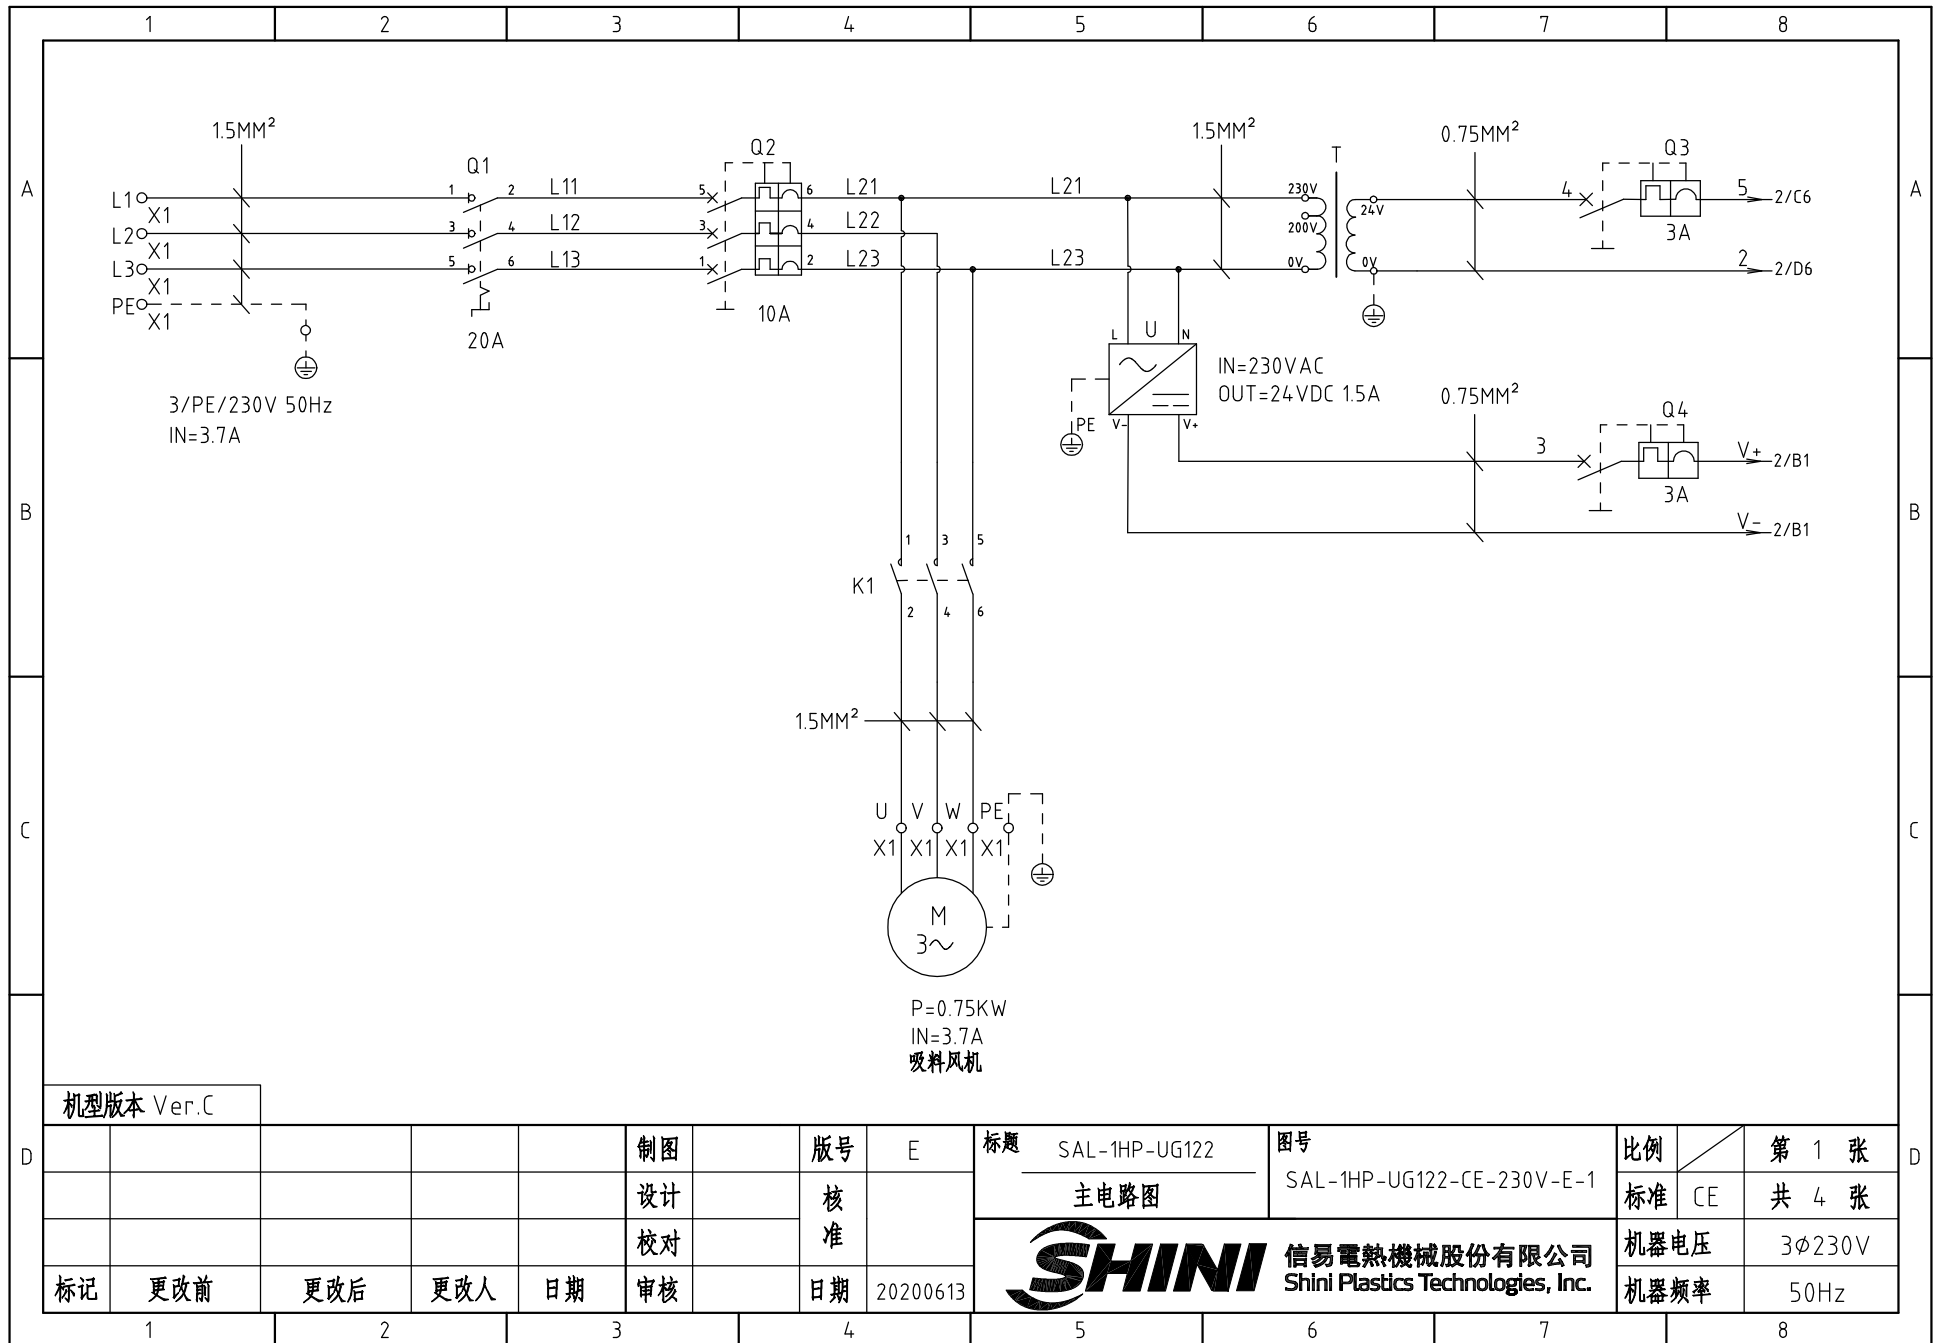 1 2 3 4 5 6 7 8
A A
B B
C C
D D
1.5MM²
L1 X1
L2 X1
L3 X1
PE X1
3/PE/230V 50Hz
IN=3.7A
Q1
1 2
3 4
5 6
20A
L11
L12
L13
Q2
5 6
3 4
1 2
10A
L21
L22
L23
L21
L23
1.5MM²
T
230V
200V
0V
24V
0V
0.75MM²
4
Q3
3A
5 2/C6
2 2/D6
L U N
PE V- V+
IN=230VAC
OUT=24VDC 1.5A
0.75MM²
3
Q4
3A
V+ 2/B1
V- 2/B1
1 3 5
K1
2 4 6
1.5MM²
U V W PE
X1 X1 X1 X1
M
3~
P=0.75KW
IN=3.7A
吸料风机
机型版本 Ver.C
制图 版号 E
设计 核准
校对
标记 更改前 更改后 更改人 日期 审核 日期 20200613
标题 SAL-1HP-UG122
主电路图
图号
SAL-1HP-UG122-CE-230V-E-1
比例 第 1 张
标准 CE 共 4 张
机器电压 3Φ230V
机器频率 50Hz
SHINI
信易電熱機械股份有限公司
Shini Plastics Technologies, Inc.
1 2 3 4 5 6 7 8